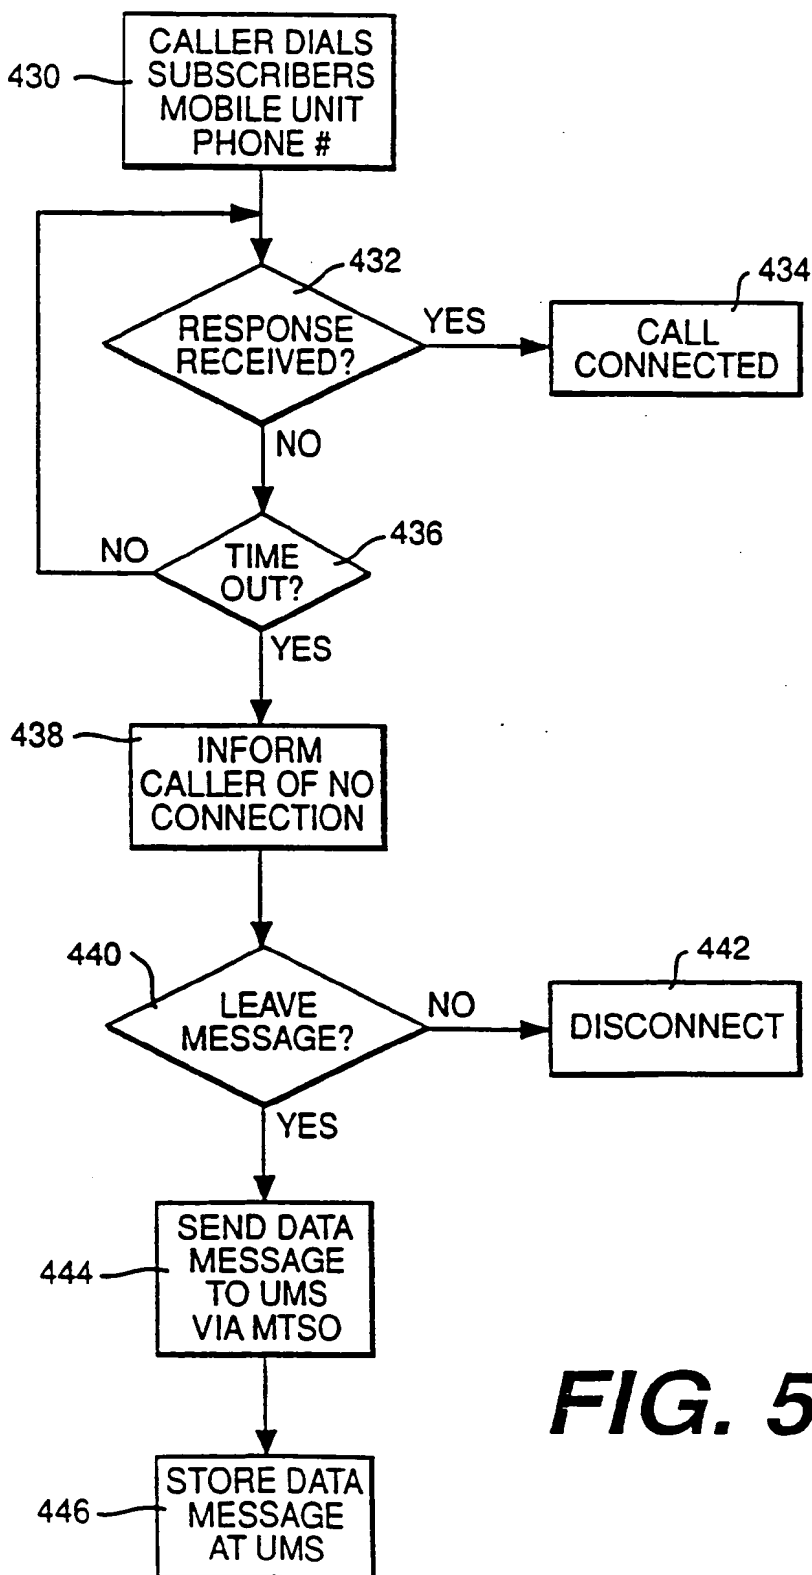 430
CALLER DIALS
SUBSCRIBERS
MOBILE UNIT
PHONE #
432
RESPONSE
RECEIVED?
YES
434
CALL
CONNECTED
NO
436
TIME
OUT?
NO
YES
438
INFORM
CALLER OF NO
CONNECTION
440
LEAVE
MESSAGE?
NO
442
DISCONNECT
YES
444
SEND DATA
MESSAGE
TO UMS
VIA MTSO
FIG. 5
446
STORE DATA
MESSAGE
AT UMS